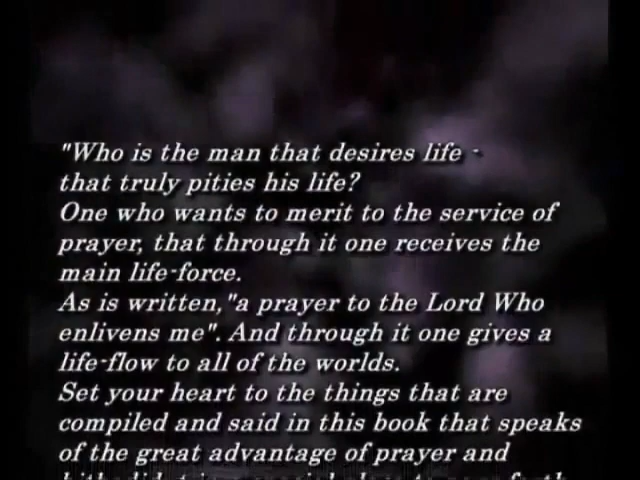 "Who is the man that desires life -
that truly pities his life?
One who wants to merit to the service of
prayer, that through it one receives the
main life-force.
As is written,"a prayer to the Lord Who
enlivens me". And through it one gives a
life-flow to all of the worlds.
Set your heart to the things that are
compiled and said in this book that speaks
of the great advantage of prayer and